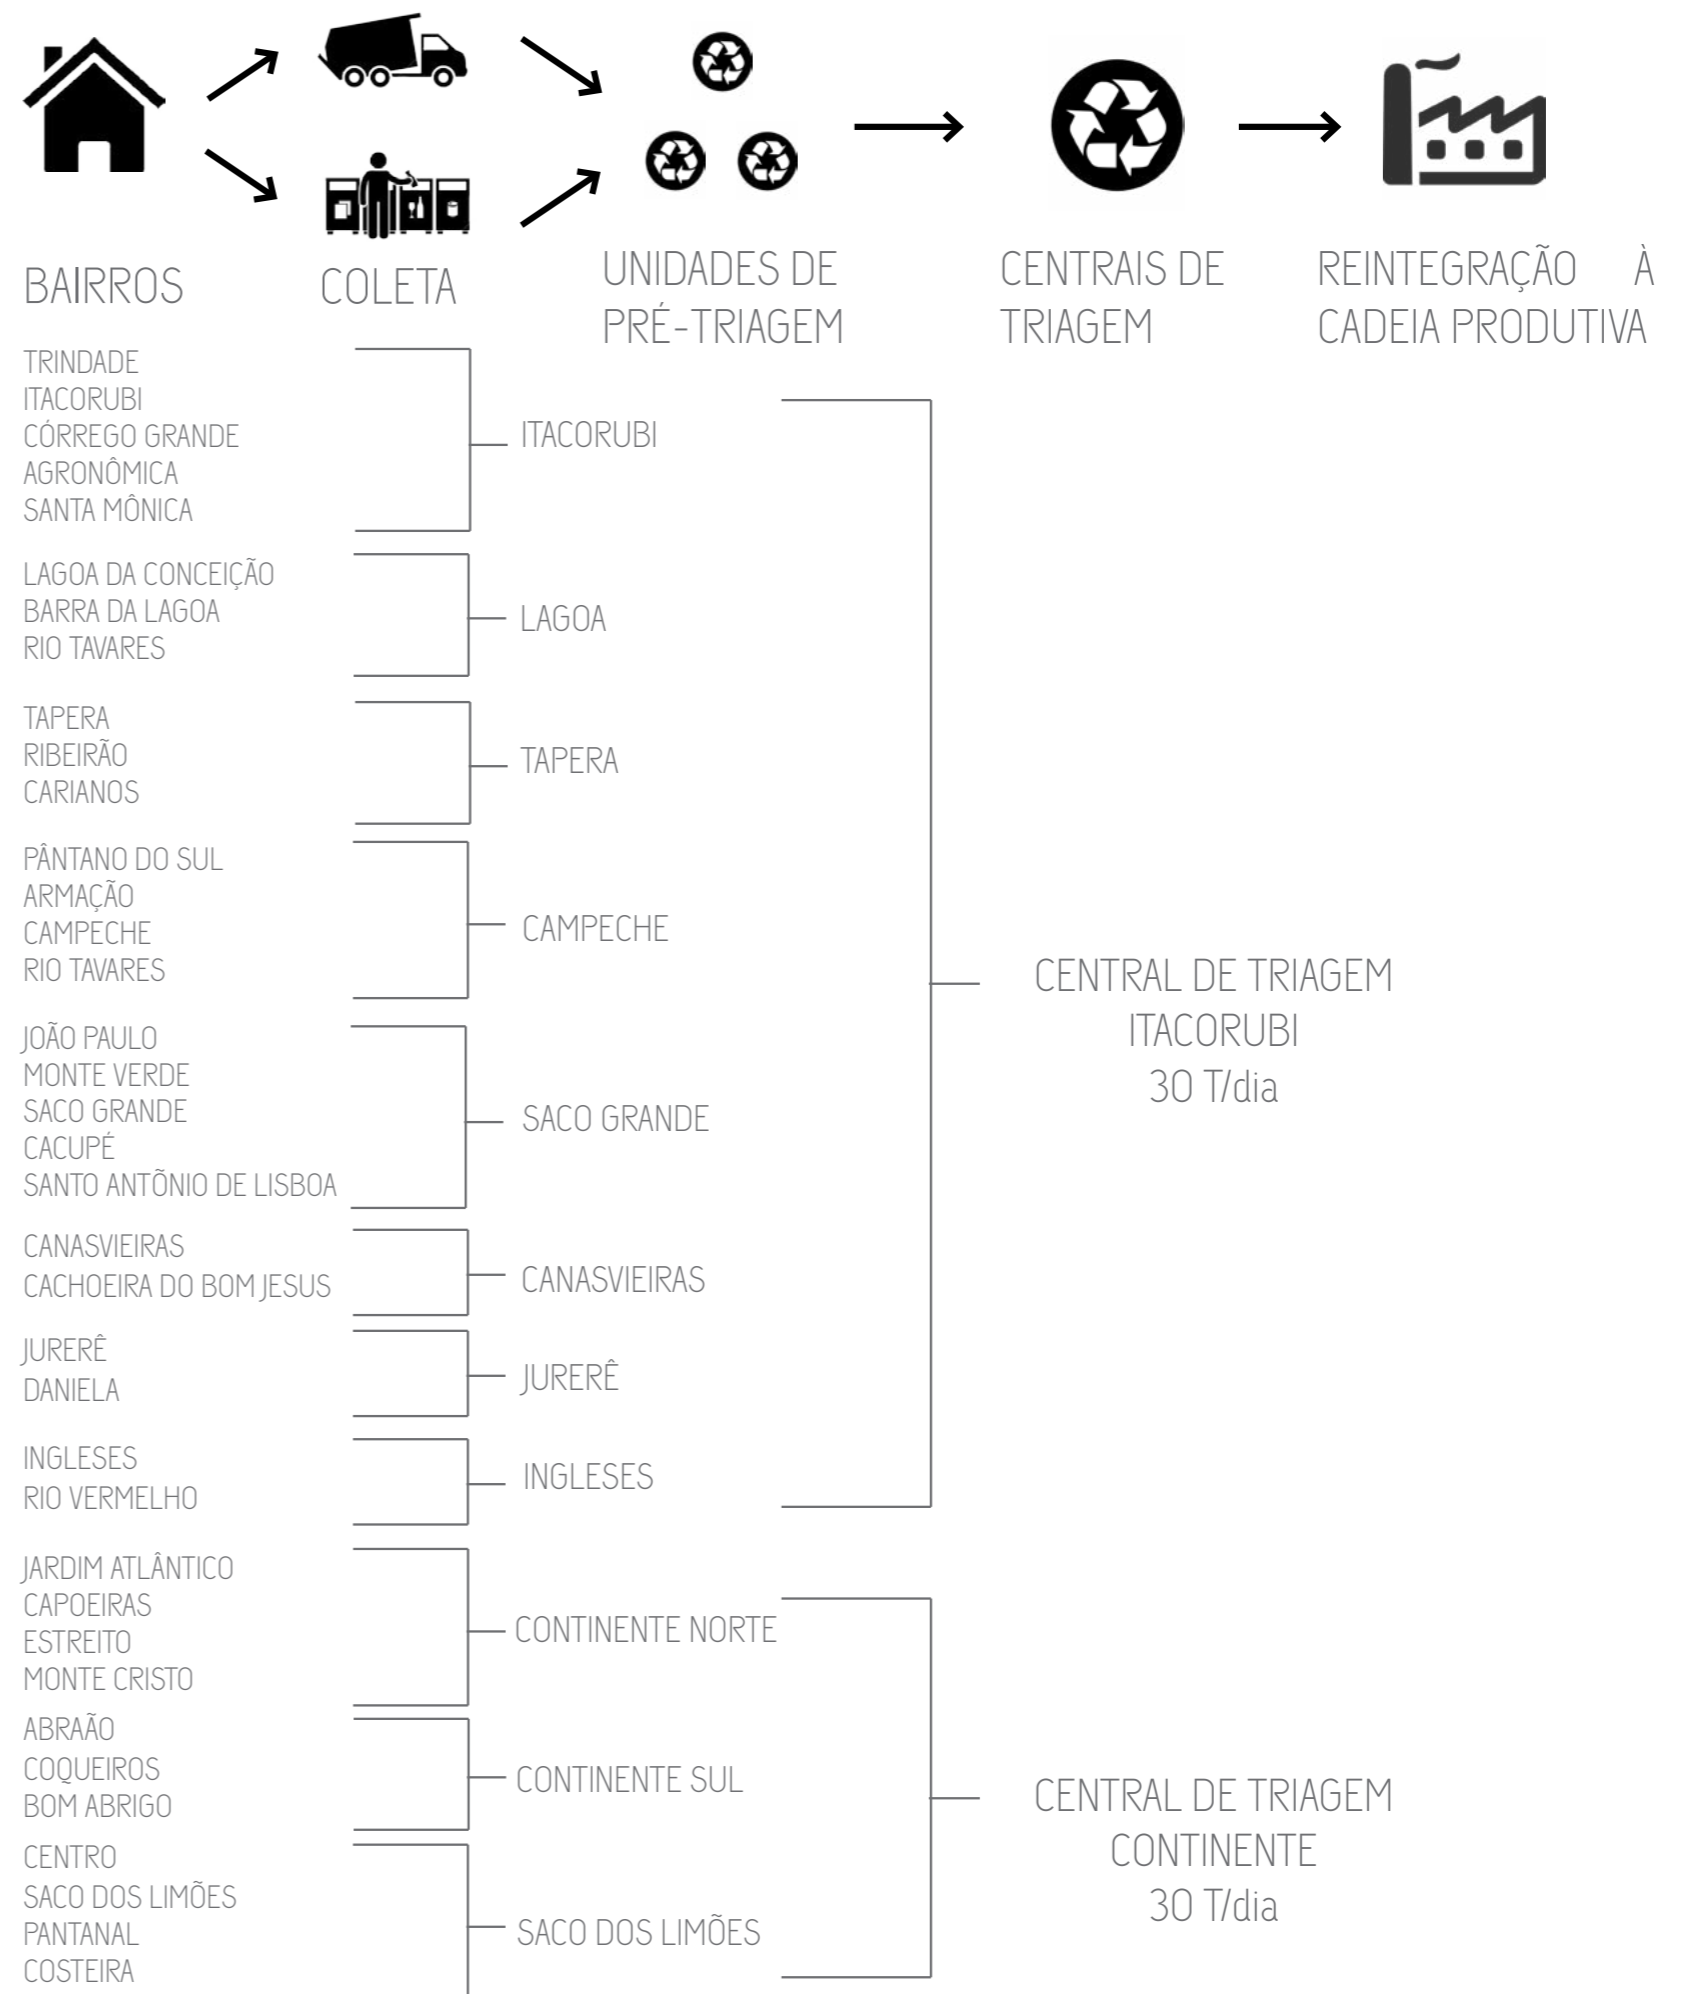 BAIRROS
COLETA
UNIDADES DE
PRÉ-TRIAGEM
CENTRAIS DE
TRIAGEM
REINTEGRAÇÃO À
CADEIA PRODUTIVA
TRINDADE
ITACORUBI
CÓRREGO GRANDE
AGRONÔMICA
SANTA MÔNICA
ITACORUBI
LAGOA DA CONCEIÇÃO
BARRA DA LAGOA
RIO TAVARES
LAGOA
TAPERA
RIBEIRÃO
CARIANOS
TAPERA
PÂNTANO DO SUL
ARMAÇÃO
CAMPECHE
RIO TAVARES
CAMPECHE
JOÃO PAULO
MONTE VERDE
SACO GRANDE
CACUPÉ
SANTO ANTÕNIO DE LISBOA
SACO GRANDE
CANASVIEIRAS
CACHOEIRA DO BOM JESUS
CANASVIEIRAS
JURERÊ
DANIELA
JURERÊ
INGLESES
RIO VERMELHO
INGLESES
CENTRAL DE TRIAGEM
ITACORUBI
30 T/dia
JARDIM ATLÂNTICO
CAPOEIRAS
ESTREITO
MONTE CRISTO
CONTINENTE NORTE
ABRAÃO
COQUEIROS
BOM ABRIGO
CONTINENTE SUL
CENTRO
SACO DOS LIMÕES
PANTANAL
COSTEIRA
SACO DOS LIMÕES
CENTRAL DE TRIAGEM
CONTINENTE
30 T/dia